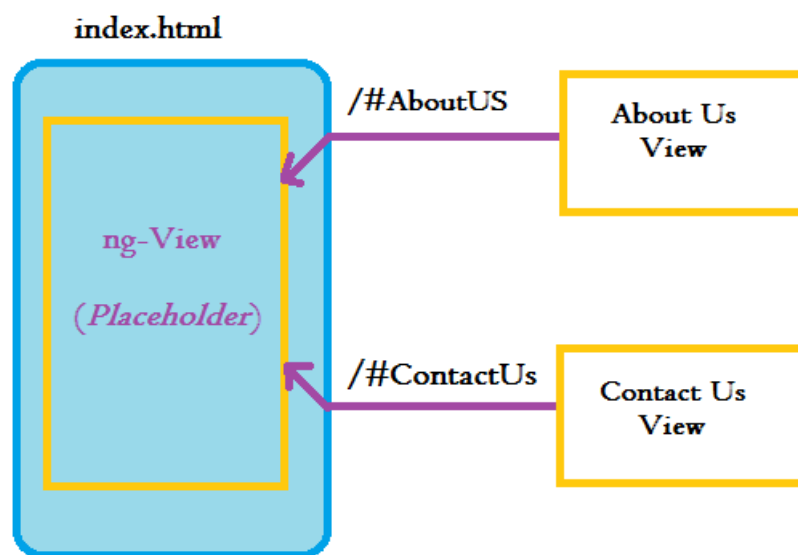 index.html
/#AboutUS
About Us
View
ng-View
(Placeholder)
/#ContactUs
Contact Us
View